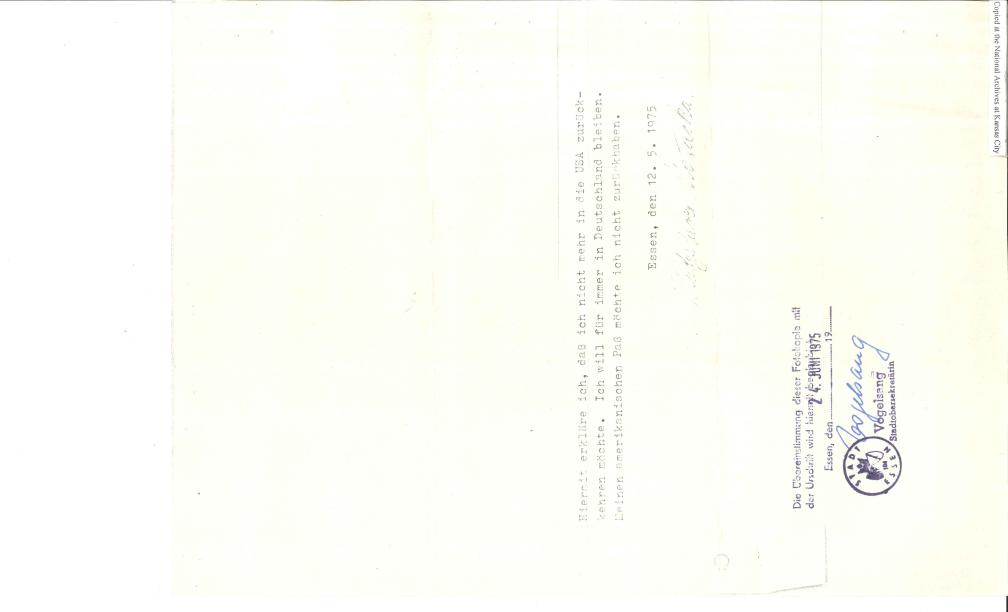 Copied at the National Archives at Kansas City
Hiermit erkläre ich, daß ich nicht mehr in die USA zurück-
kehren möchte. Ich will für immer in Deutschland bleiben.
Meinen amerikanischen Paß möchte ich nicht zurückhaben.
Essen, den 12. 5. 1975
Die Übereinstimmung dieser Fotokopie mit
der Urschrift wird hiermit
Essen, den 24. JUNI 1975 19
Vogelsang
Vogelsang
Stadtobersekretärin
STADT ESSEN